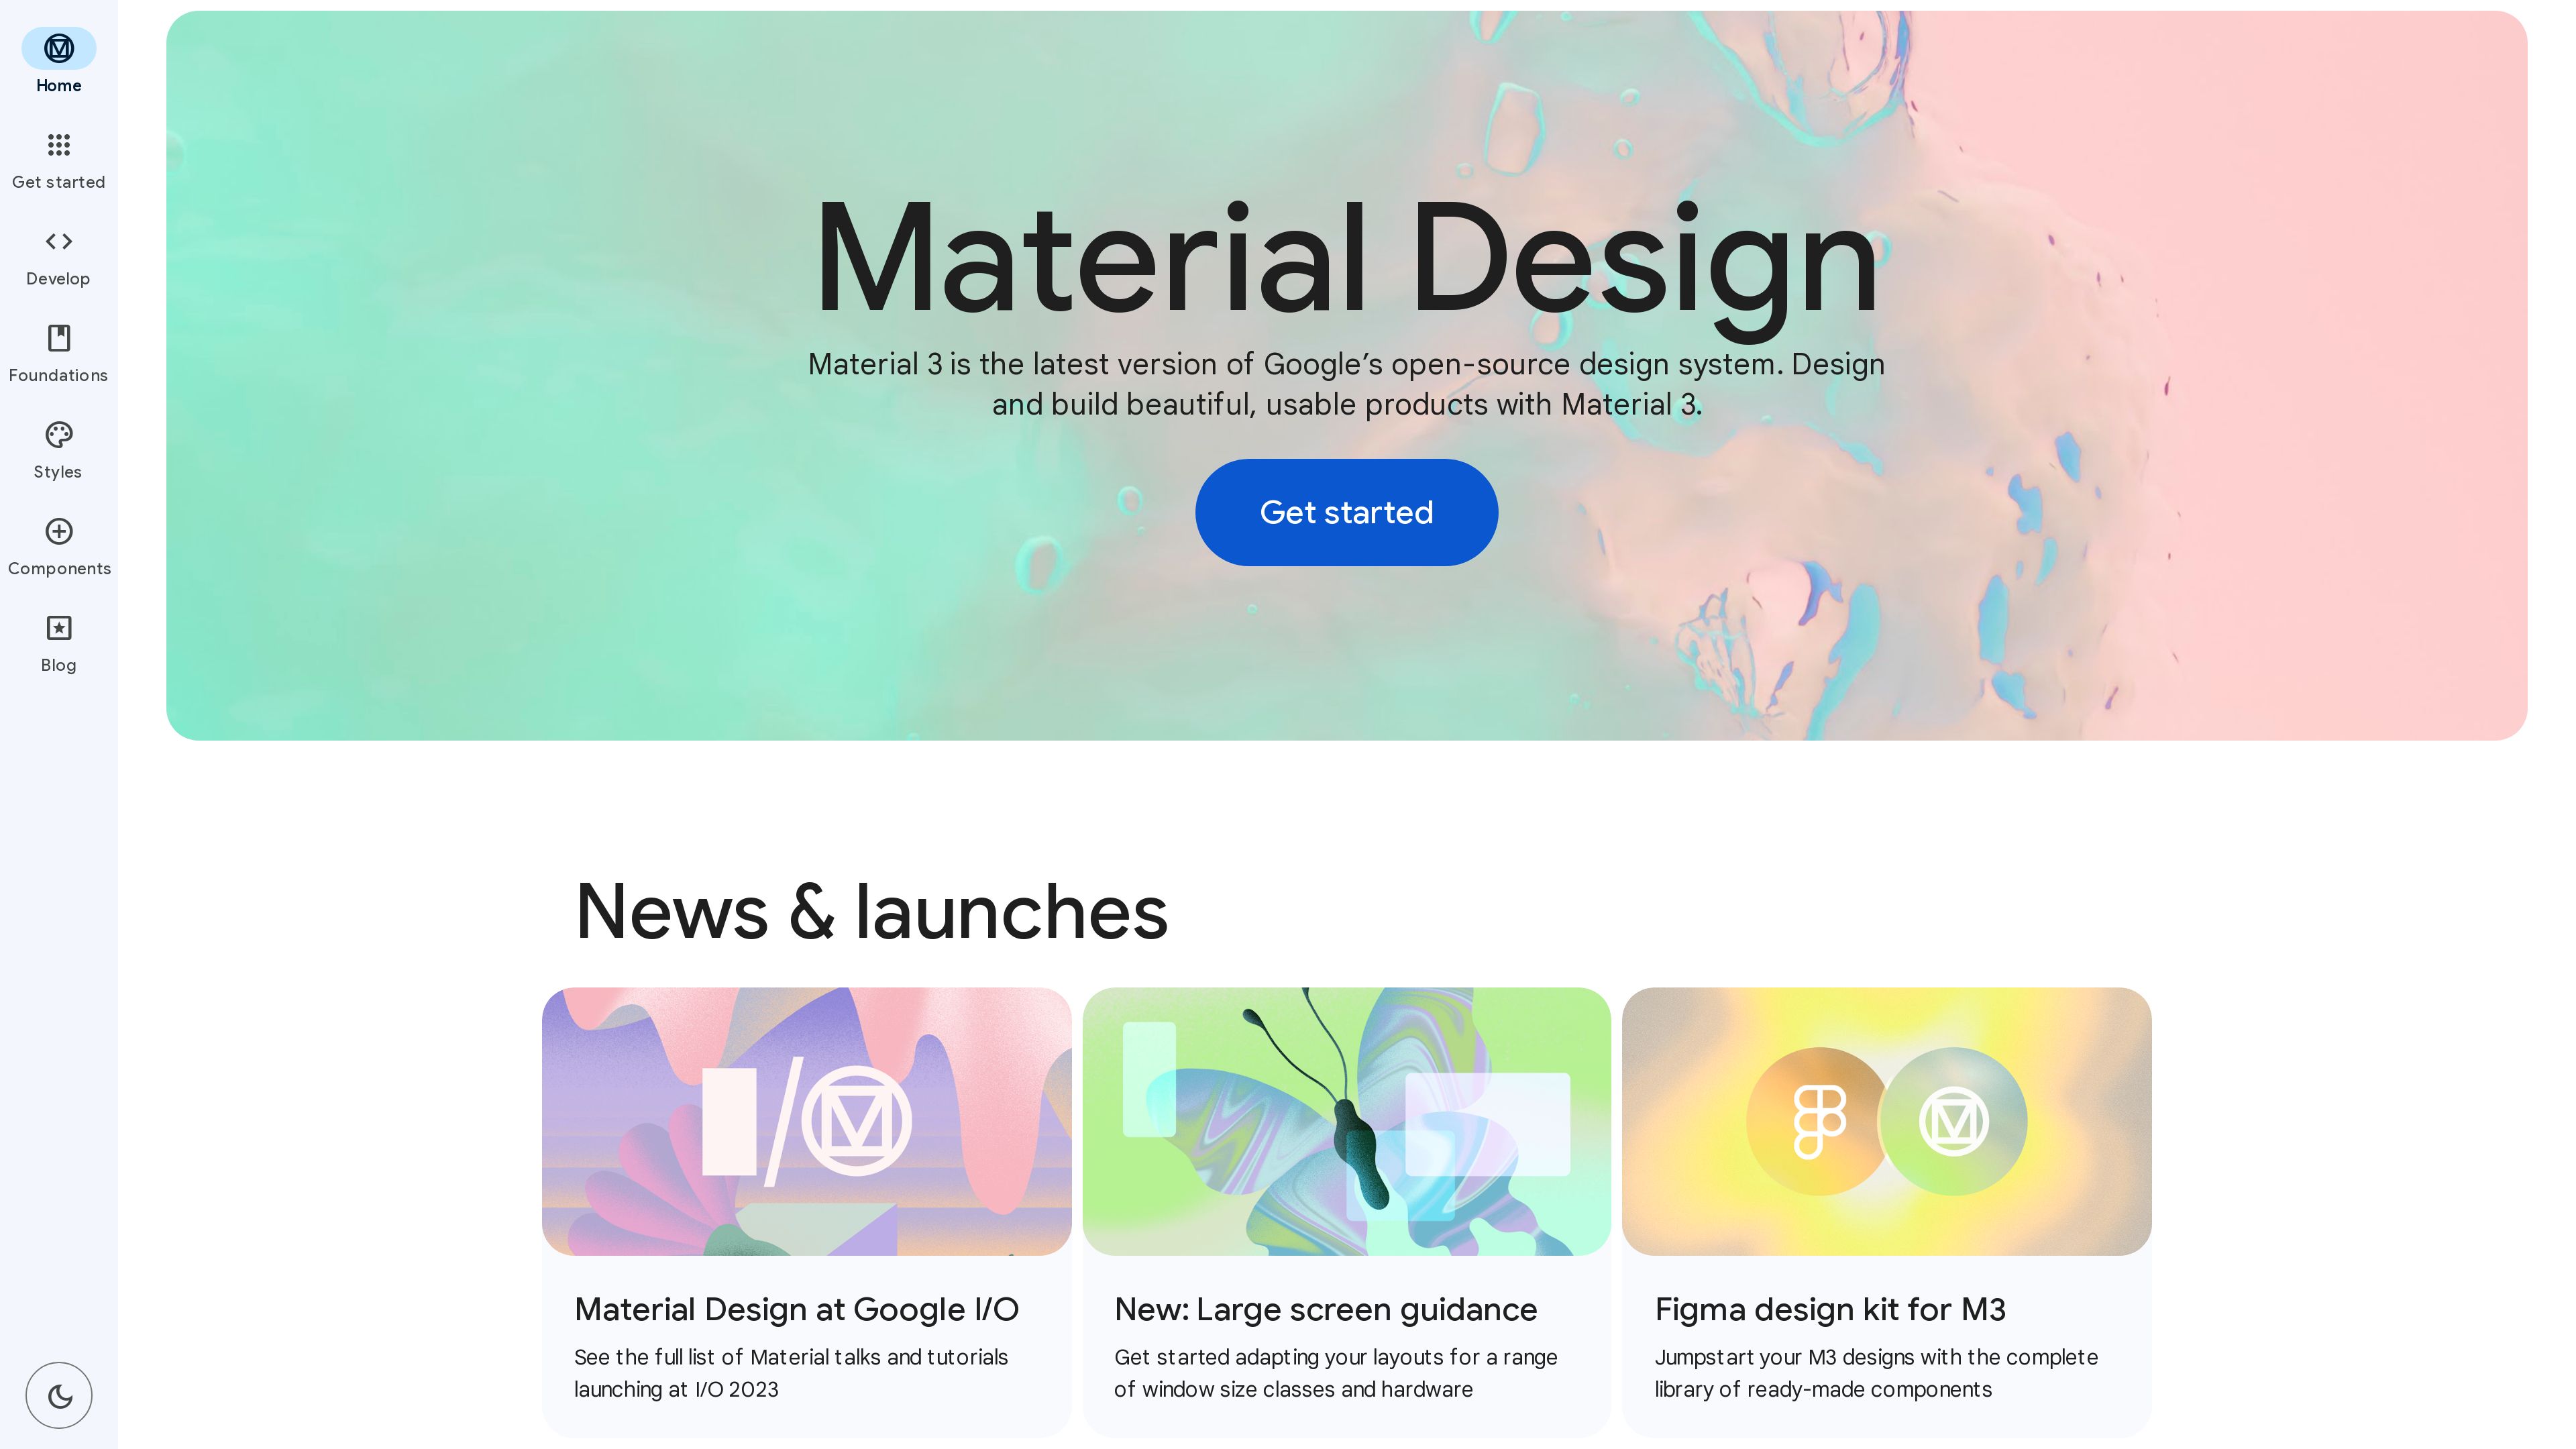 Home
Get started
Develop
Foundations
Styles
Components
Blog
Material Design
Material 3 is the latest version of Google’s open-source design system. Design
and build beautiful, usable products with Material 3.
Get started
News & launches
Material Design at Google I/O
See the full list of Material talks and tutorials
launching at I/O 2023
New: Large screen guidance
Get started adapting your layouts for a range
of window size classes and hardware
Figma design kit for M3
Jumpstart your M3 designs with the complete
library of ready-made components